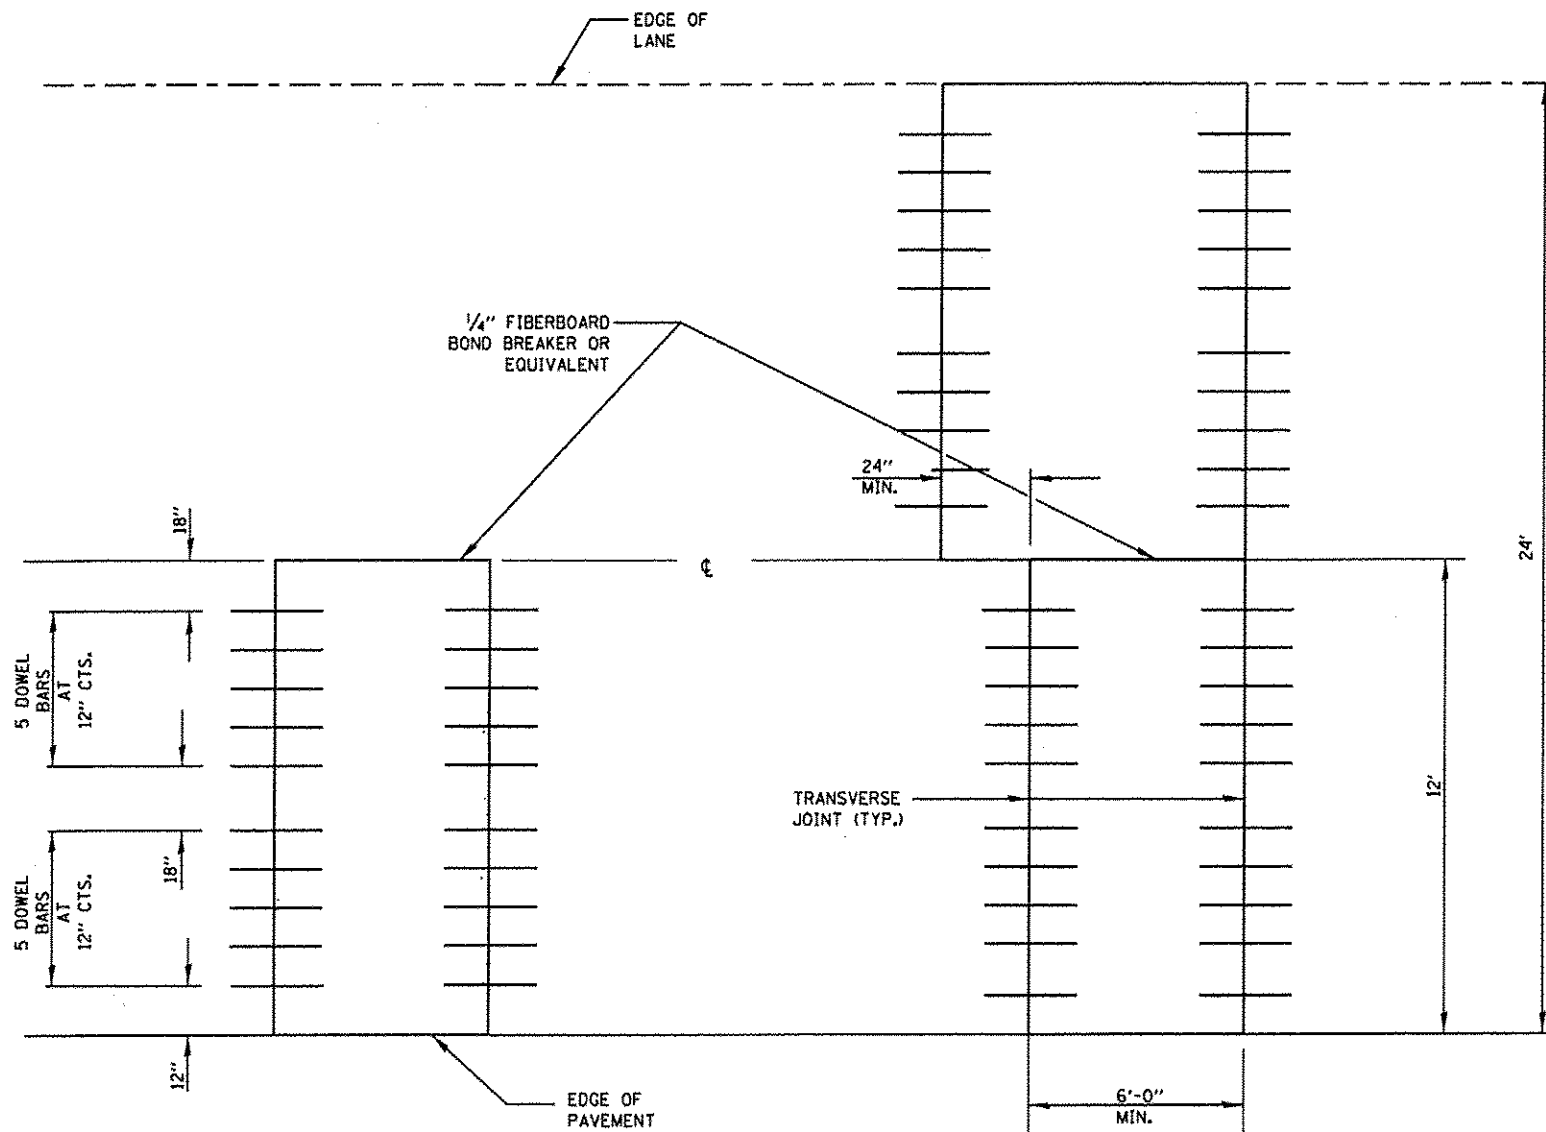 EDGE OF
LANE
1/4" FIBERBOARD
BOND BREAKER OR
EQUIVALENT
24"
MIN.
18"
℄
24'
5 DOWEL
BARS
AT
12" CTS.
12'
TRANSVERSE
JOINT (TYP.)
5 DOWEL
BARS
AT
12" CTS.
18"
12"
EDGE OF
PAVEMENT
6'-0"
MIN.